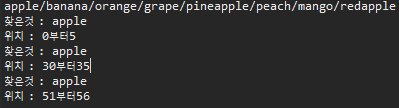 apple/banana/orange/grape/pineapple/peach/mango/redapple
찾은것 : apple
위치 : 0부터5
찾은것 : apple
위치 : 30부터35
찾은것 : apple
위치 : 51부터56